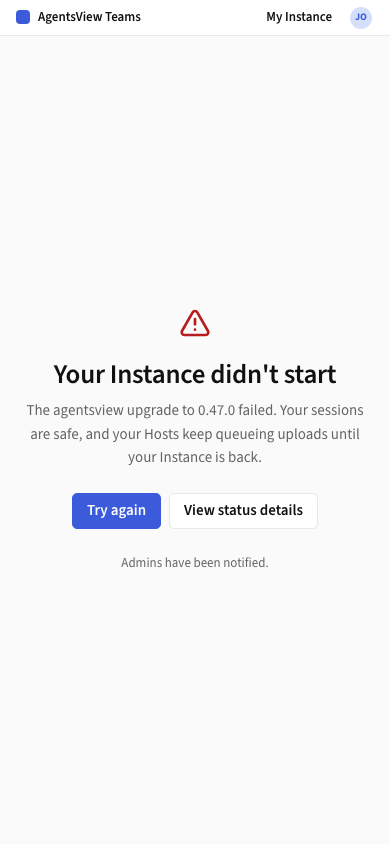 AgentsView Teams
My Instance
JO
Your Instance didn't start
The agentsview upgrade to 0.47.0 failed. Your sessions
are safe, and your Hosts keep queueing uploads until
your Instance is back.
Try again
View status details
Admins have been notified.